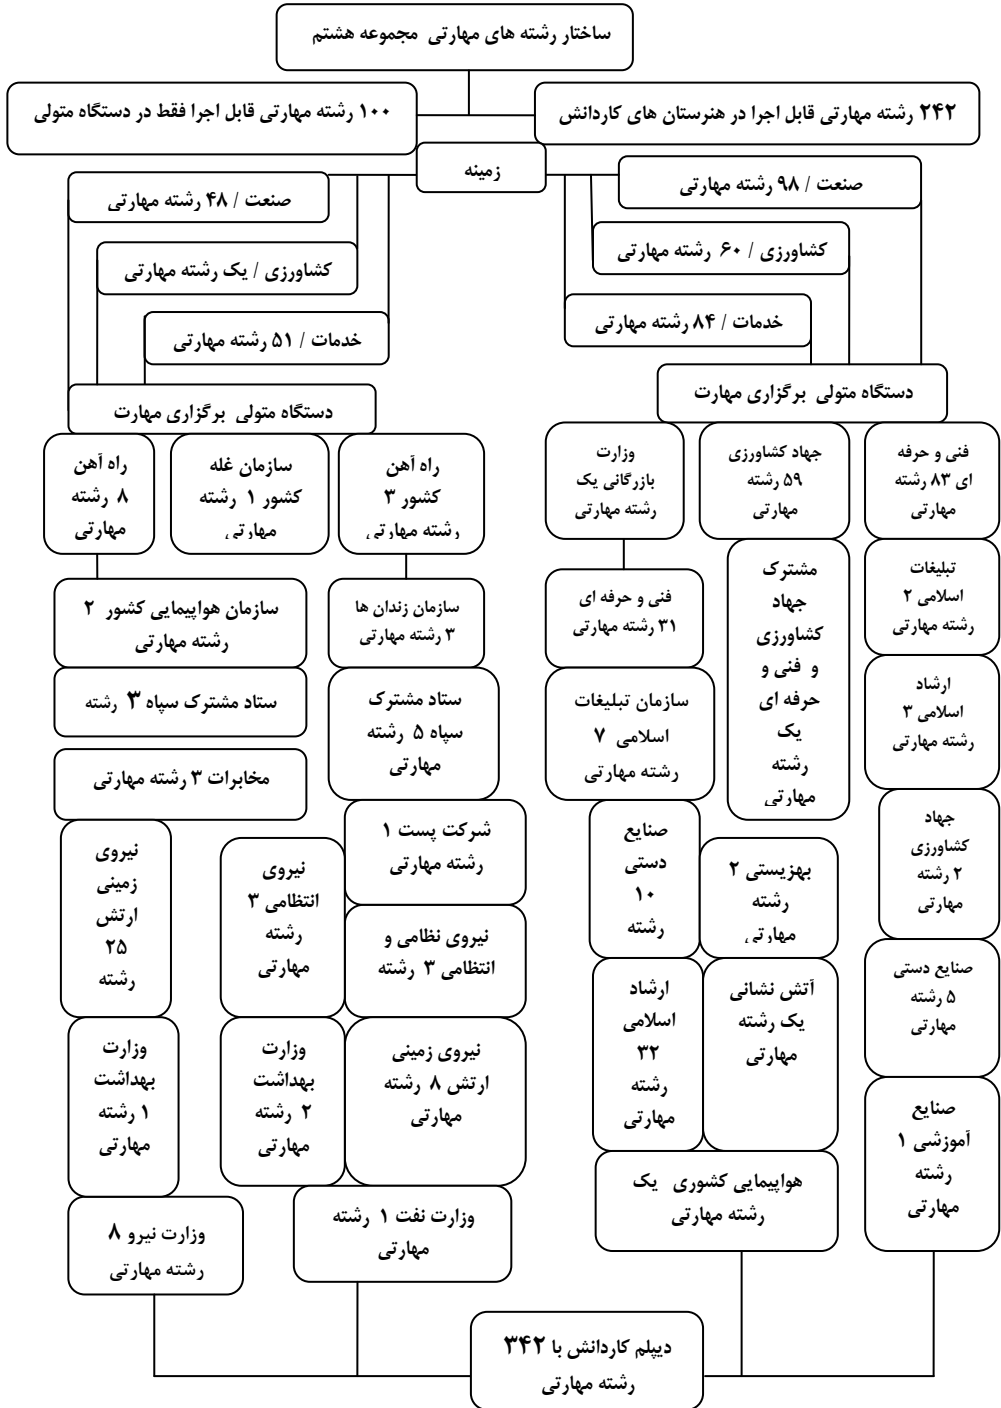 ساختار رشته های مهارتی مجموعه هشتم
۲۴۲ رشته مهارتی قابل اجرا در هنرستان های کاردانش
۱۰۰ رشته مهارتی قابل اجرا فقط در دستگاه متولی
زمینه
صنعت / ۹۸ رشته مهارتی
کشاورزی / ۶۰ رشته مهارتی
خدمات / ۸۴ رشته مهارتی
صنعت / ۴۸ رشته مهارتی
کشاورزی / یک رشته مهارتی
خدمات / ۵۱ رشته مهارتی
دستگاه متولی برگزاری مهارت
فنی و حرفه
ای ۸۳ رشته
مهارتی
جهاد کشاورزی
۵۹ رشته
مهارتی
وزارت
بازرگانی یک
رشته مهارتی
تبلیغات
اسلامی ۲
رشته مهارتی
مشترک
جهاد
کشاورزی
و فنی و
حرفه ای
یک
رشته
مهارتی
فنی و حرفه ای
۳۱ رشته مهارتی
ارشاد
اسلامی ۳
رشته مهارتی
سازمان تبلیغات
اسلامی ۷
رشته مهارتی
جهاد
کشاورزی
۲ رشته
مهارتی
بهزیستی ۲
رشته
مهارتی
صنایع
دستی
۱۰
رشته
صنایع دستی
۵ رشته
مهارتی
آتش نشانی
یک رشته
مهارتی
ارشاد
اسلامی
۳۲
رشته
مهارتی
صنایع
آموزشی ۱
رشته
مهارتی
هواپیمایی کشوری یک
رشته مهارتی
دستگاه متولی برگزاری مهارت
راه آهن
کشور ۳
رشته مهارتی
سازمان غله
کشور ۱ رشته
مهارتی
راه آهن
۸ رشته
مهارتی
سازمان زندان ها
۳ رشته مهارتی
سازمان هواپیمایی کشور ۲
رشته مهارتی
ستاد مشترک
سپاه ۵ رشته
مهارتی
ستاد مشترک سپاه ۳ رشته
مخابرات ۳ رشته مهارتی
شرکت پست ۱
رشته مهارتی
نیروی
انتظامی ۳
رشته
مهارتی
نیروی
زمینی
ارتش
۲۵
رشته
نیروی نظامی و
انتظامی ۳ رشته
نیروی زمینی
ارتش ۸ رشته
مهارتی
وزارت
بهداشت
۲ رشته
مهارتی
وزارت
بهداشت
۱ رشته
مهارتی
وزارت نفت ۱ رشته
مهارتی
وزارت نیرو ۸
رشته مهارتی
دیپلم کاردانش با ۳۴۲
رشته مهارتی